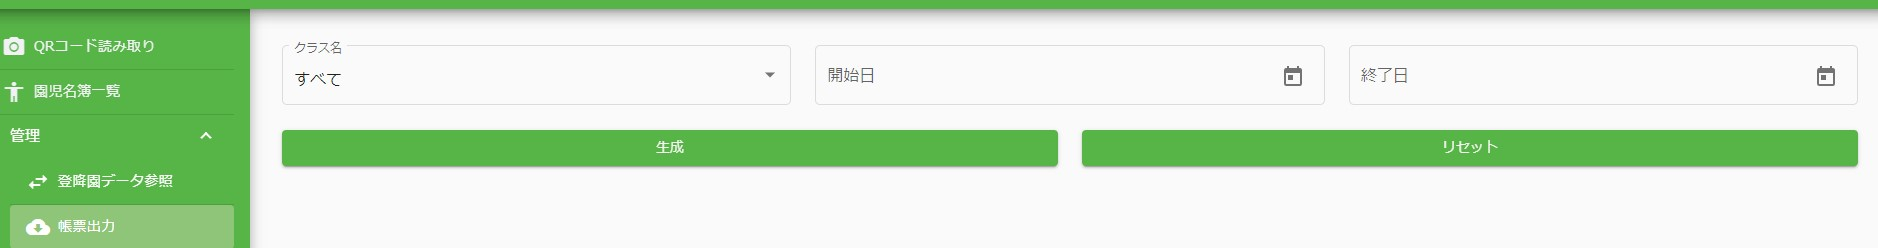 QRコード読み取り
園児名簿一覧
管理
登降園データ参照
帳票出力
クラス名
すべて
開始日
終了日
生成
リセット